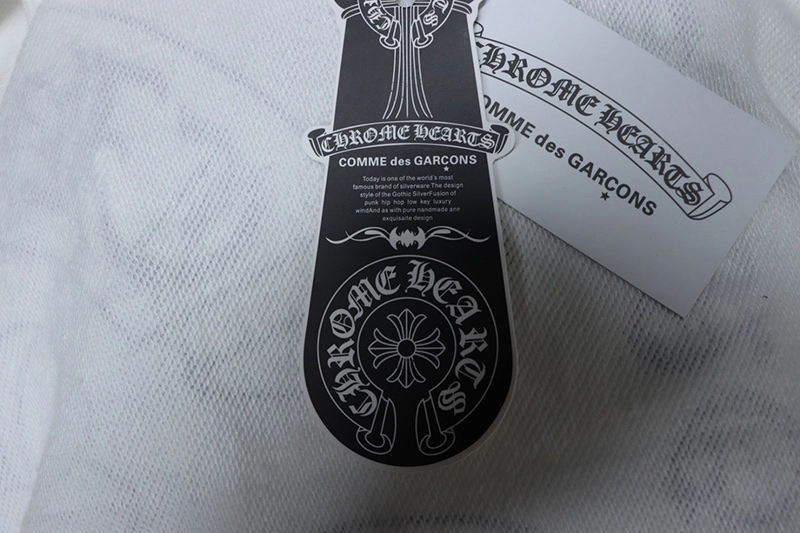 CHROME HEARTS
COMME des GARÇONS
Today is one of the world's most
famous brand of silverware The design
style of the Gothic SilverFusion of
punk hip hop low key luxury
windAnd as with pure nandmade anr
exquisaite design
CHROME HEARTS
CHROME HEARTS
COMME des GARÇONS